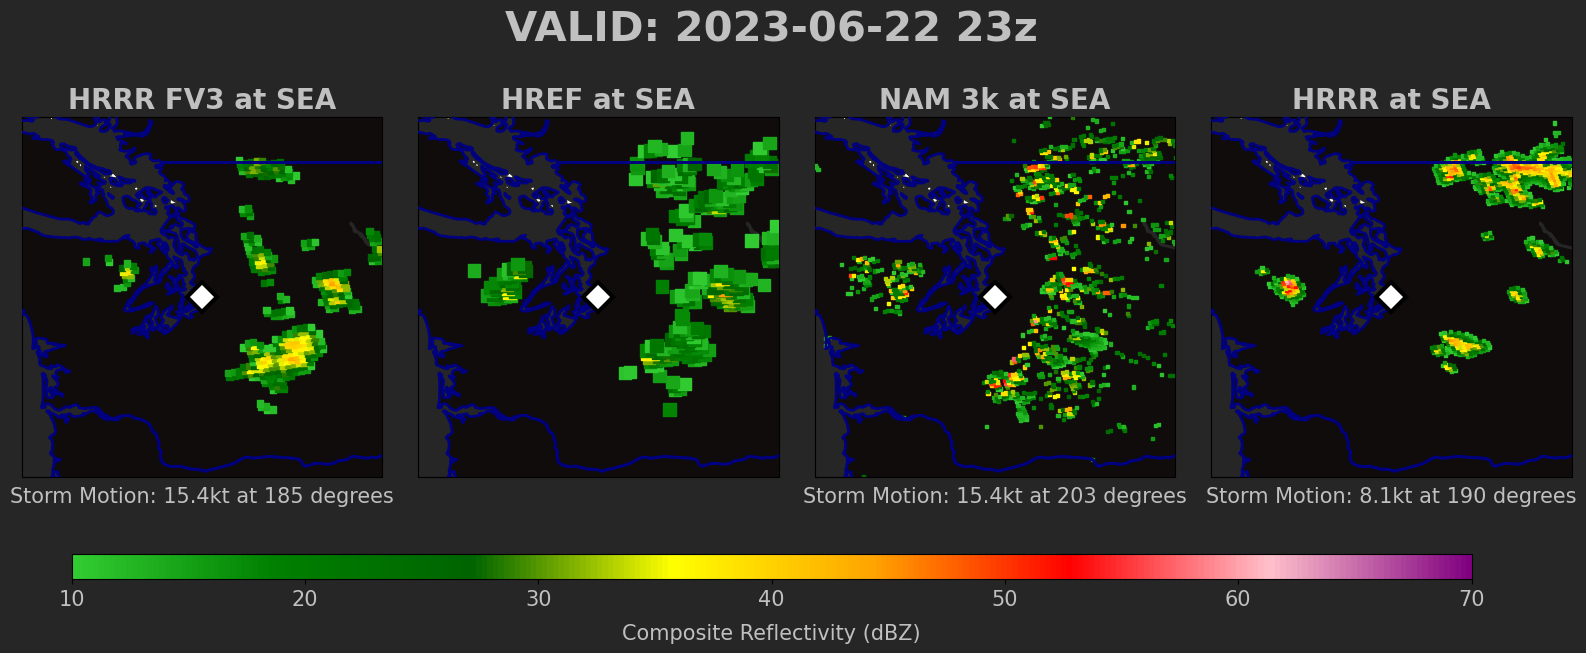 VALID: 2023-06-22 23z
HRRR FV3 at SEA
HREF at SEA
NAM 3k at SEA
HRRR at SEA
Storm Motion: 15.4kt at 185 degrees
Storm Motion: 15.4kt at 203 degrees
Storm Motion: 8.1kt at 190 degrees
10 20 30 40 50 60 70
Composite Reflectivity (dBZ)